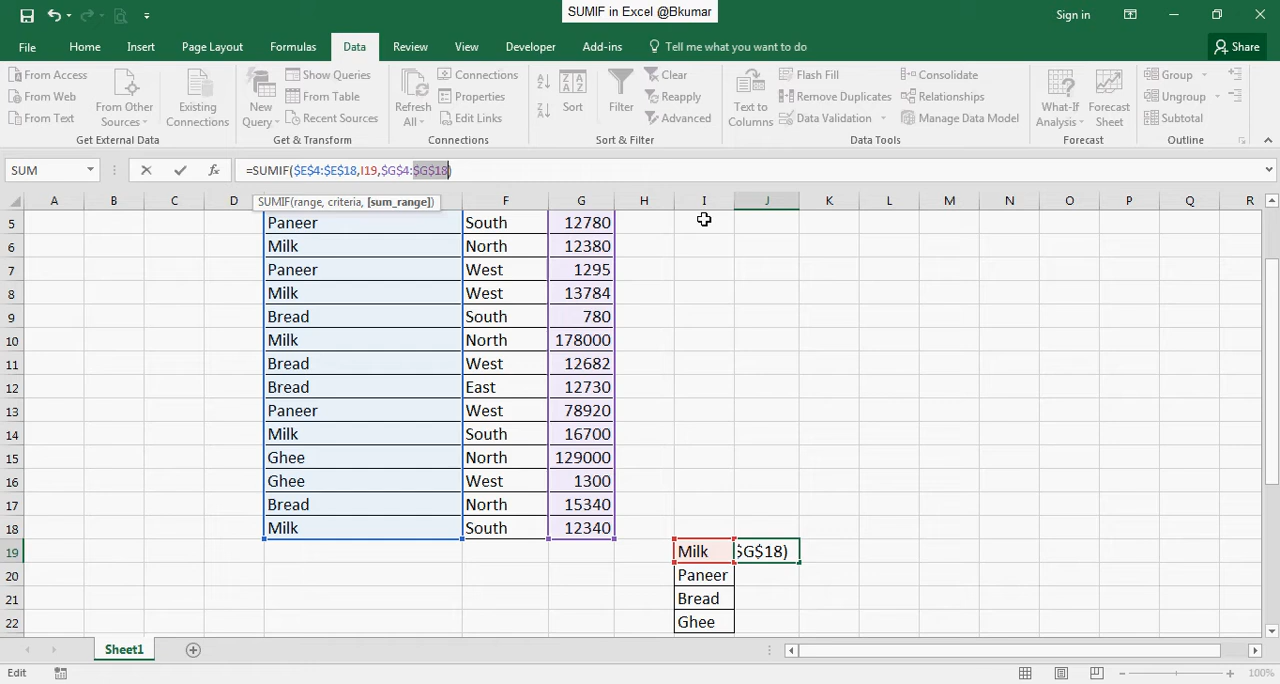 SUMIF in Excel @Bkumar
Sign in
File Home Insert Page Layout Formulas Data Review View Developer Add-ins Tell me what you want to do Share
From Access
From Web
From Text
From Other Sources
Existing Connections
Get External Data
New Query
Show Queries
From Table
Recent Sources
Get & Transform
Refresh All
Connections
Properties
Edit Links
Connections
Sort
Filter
Clear
Reapply
Advanced
Sort & Filter
Text to Columns
Flash Fill
Remove Duplicates
Data Validation
Consolidate
Relationships
Manage Data Model
Data Tools
What-If Analysis
Forecast Sheet
Forecast
Group
Ungroup
Subtotal
Outline
SUM fx =SUMIF($E$4:$E$18,I19,$G$4:$G$18)
SUMIF(range, criteria, [sum_range])
A B C D F G H I J K L M N O P Q R
5 Paneer South 12780
6 Milk North 12380
7 Paneer West 1295
8 Milk West 13784
9 Bread South 780
10 Milk North 178000
11 Bread West 12682
12 Bread East 12730
13 Paneer West 78920
14 Milk South 16700
15 Ghee North 129000
16 Ghee West 1300
17 Bread North 15340
18 Milk South 12340
19 Milk $G$18)
20 Paneer
21 Bread
22 Ghee
Sheet1
Edit 100%